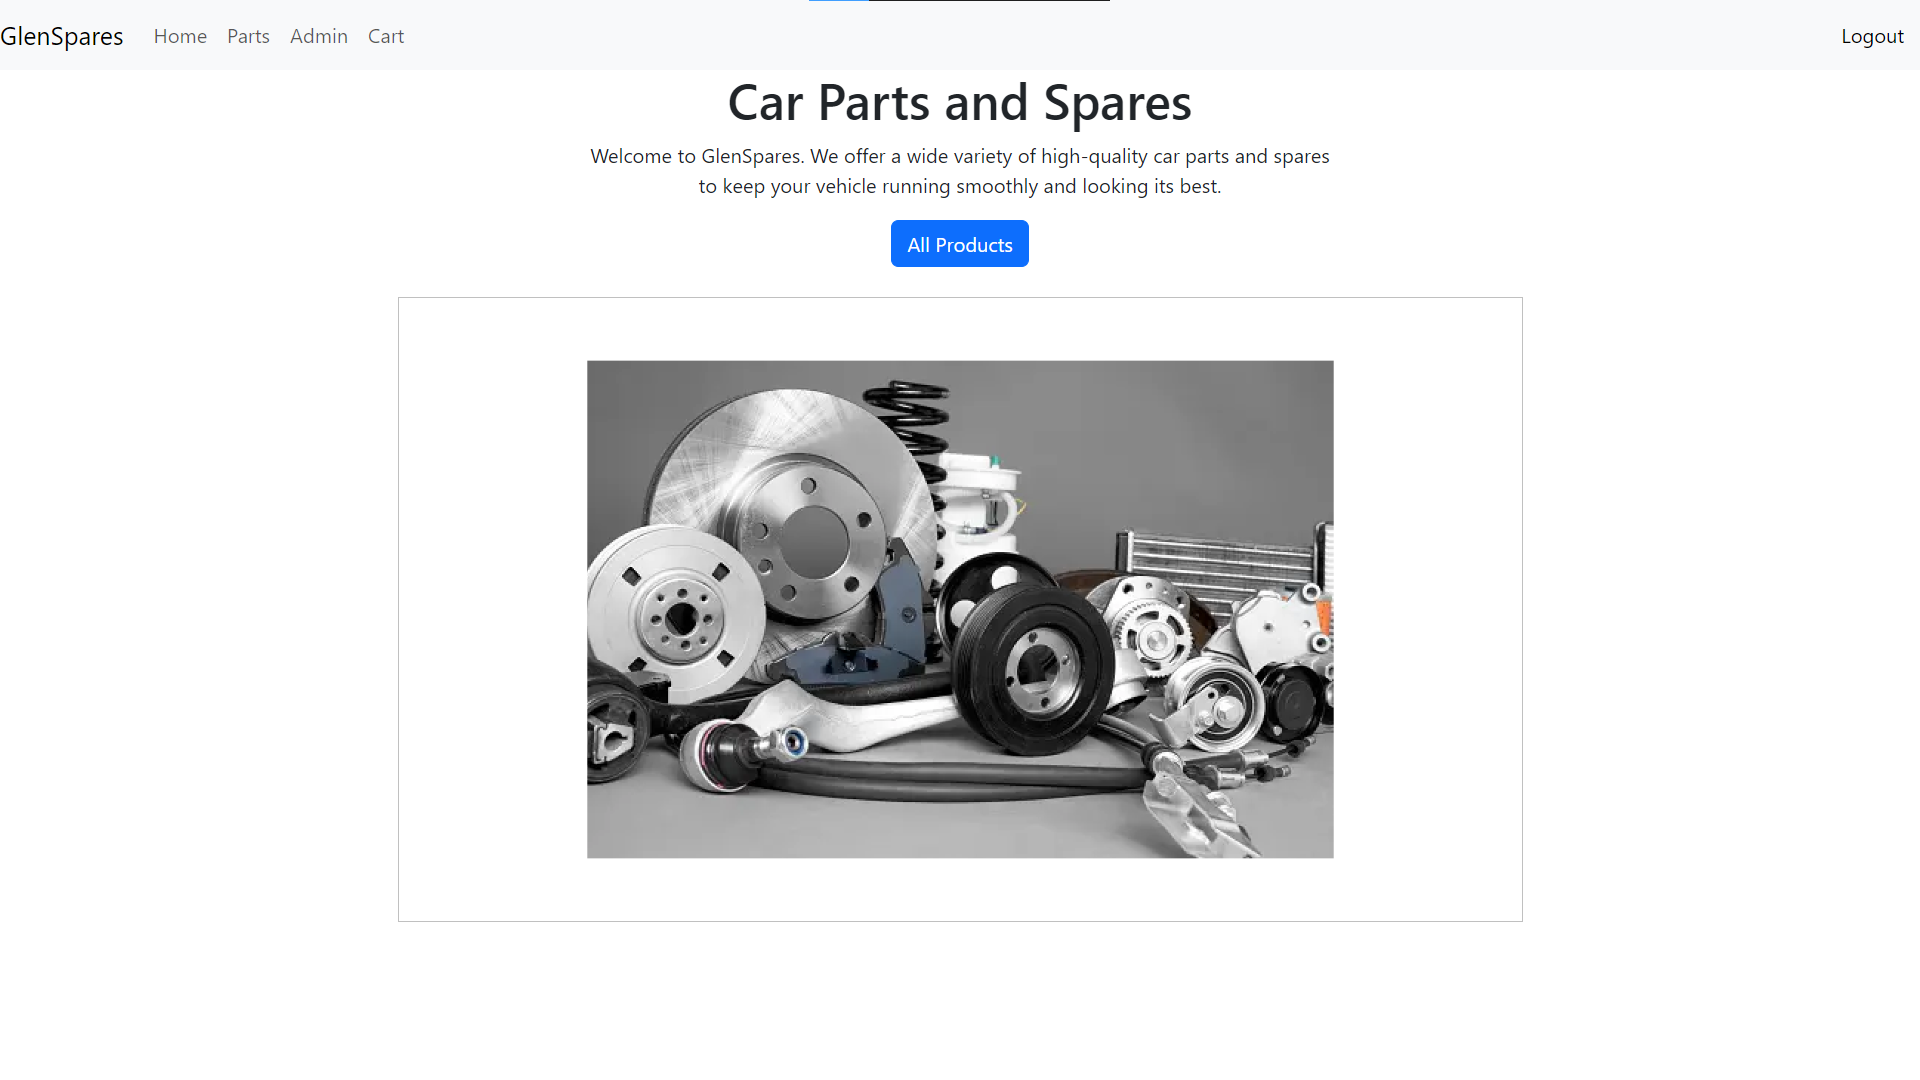 GlenSpares Home Parts Admin Cart Logout
Car Parts and Spares
Welcome to GlenSpares. We offer a wide variety of high-quality car parts and spares
to keep your vehicle running smoothly and looking its best.
All Products